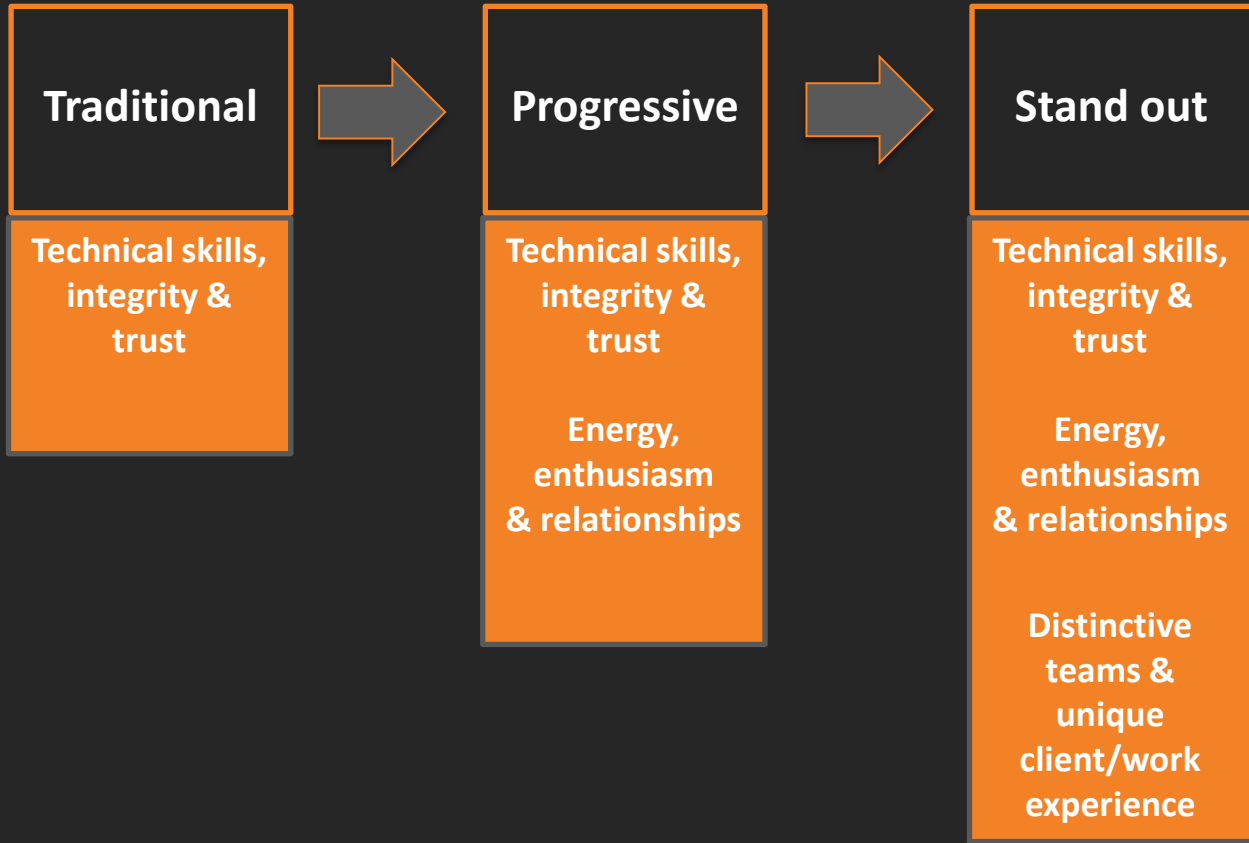 Traditional
Technical skills,
integrity &
trust
Progressive
Technical skills,
integrity &
trust
Energy,
enthusiasm
& relationships
Stand out
Technical skills,
integrity &
trust
Energy,
enthusiasm
& relationships
Distinctive
teams &
unique
client/work
experience